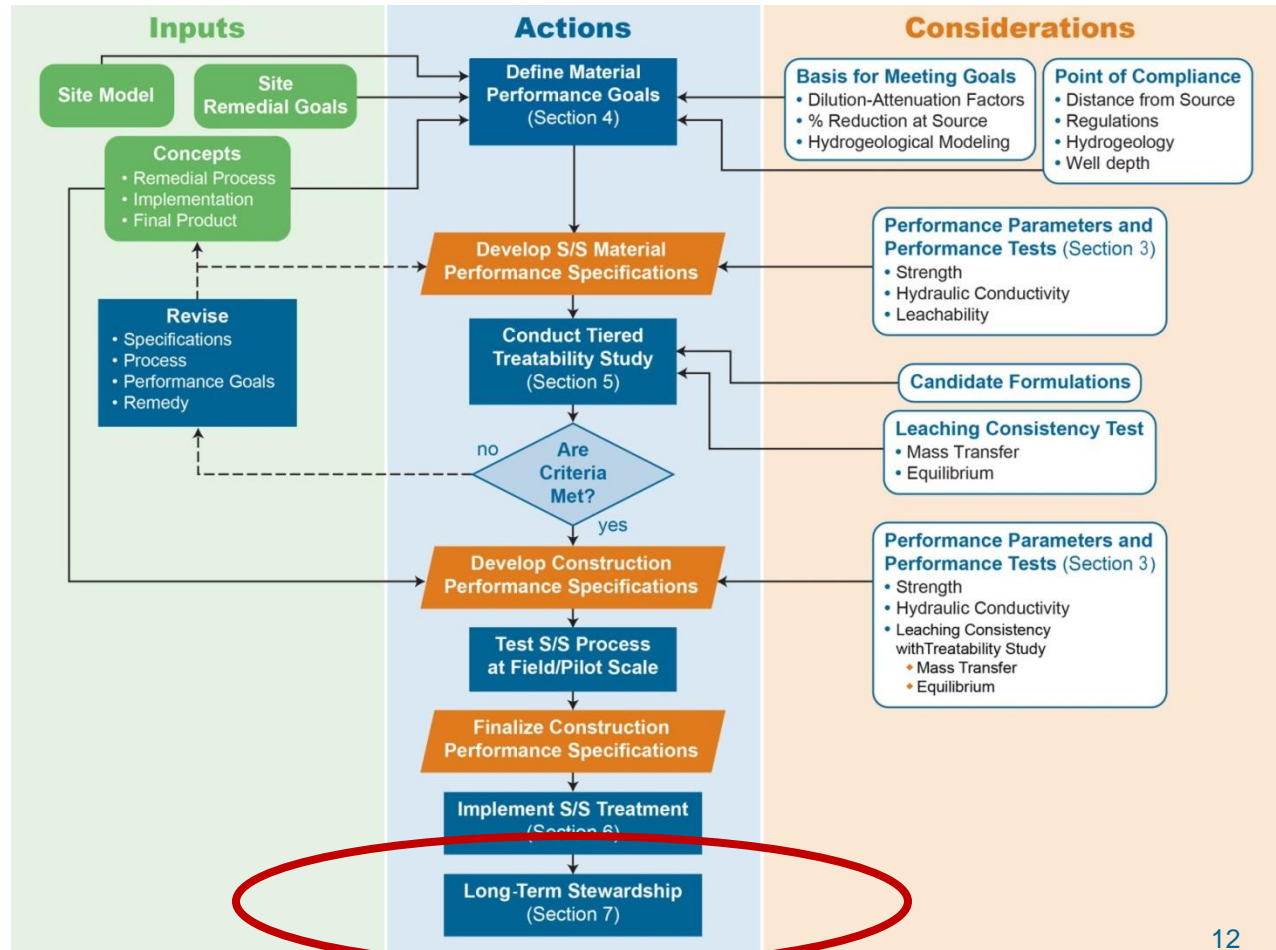 Inputs
Actions
Considerations
Site Model
Site
Remedial Goals
Concepts
• Remedial Process
• Implementation
• Final Product
Revise
• Specifications
• Process
• Performance Goals
• Remedy
Define Material
Performance Goals
(Section 4)
Develop S/S Material
Performance Specifications
Conduct Tiered
Treatability Study
(Section 5)
no
Are
Criteria
Met?
yes
Develop Construction
Performance Specifications
Test S/S Process
at Field/Pilot Scale
Finalize Construction
Performance Specifications
Implement S/S Treatment
(Section 6)
Long-Term Stewardship
(Section 7)
Basis for Meeting Goals
• Dilution-Attenuation Factors
• % Reduction at Source
• Hydrogeological Modeling
Point of Compliance
• Distance from Source
• Regulations
• Hydrogeology
• Well depth
Performance Parameters and
Performance Tests (Section 3)
• Strength
• Hydraulic Conductivity
• Leachability
Candidate Formulations
Leaching Consistency Test
• Mass Transfer
• Equilibrium
Performance Parameters and
Performance Tests (Section 3)
• Strength
• Hydraulic Conductivity
• Leaching Consistency
withTreatability Study
◆ Mass Transfer
◆ Equilibrium
12